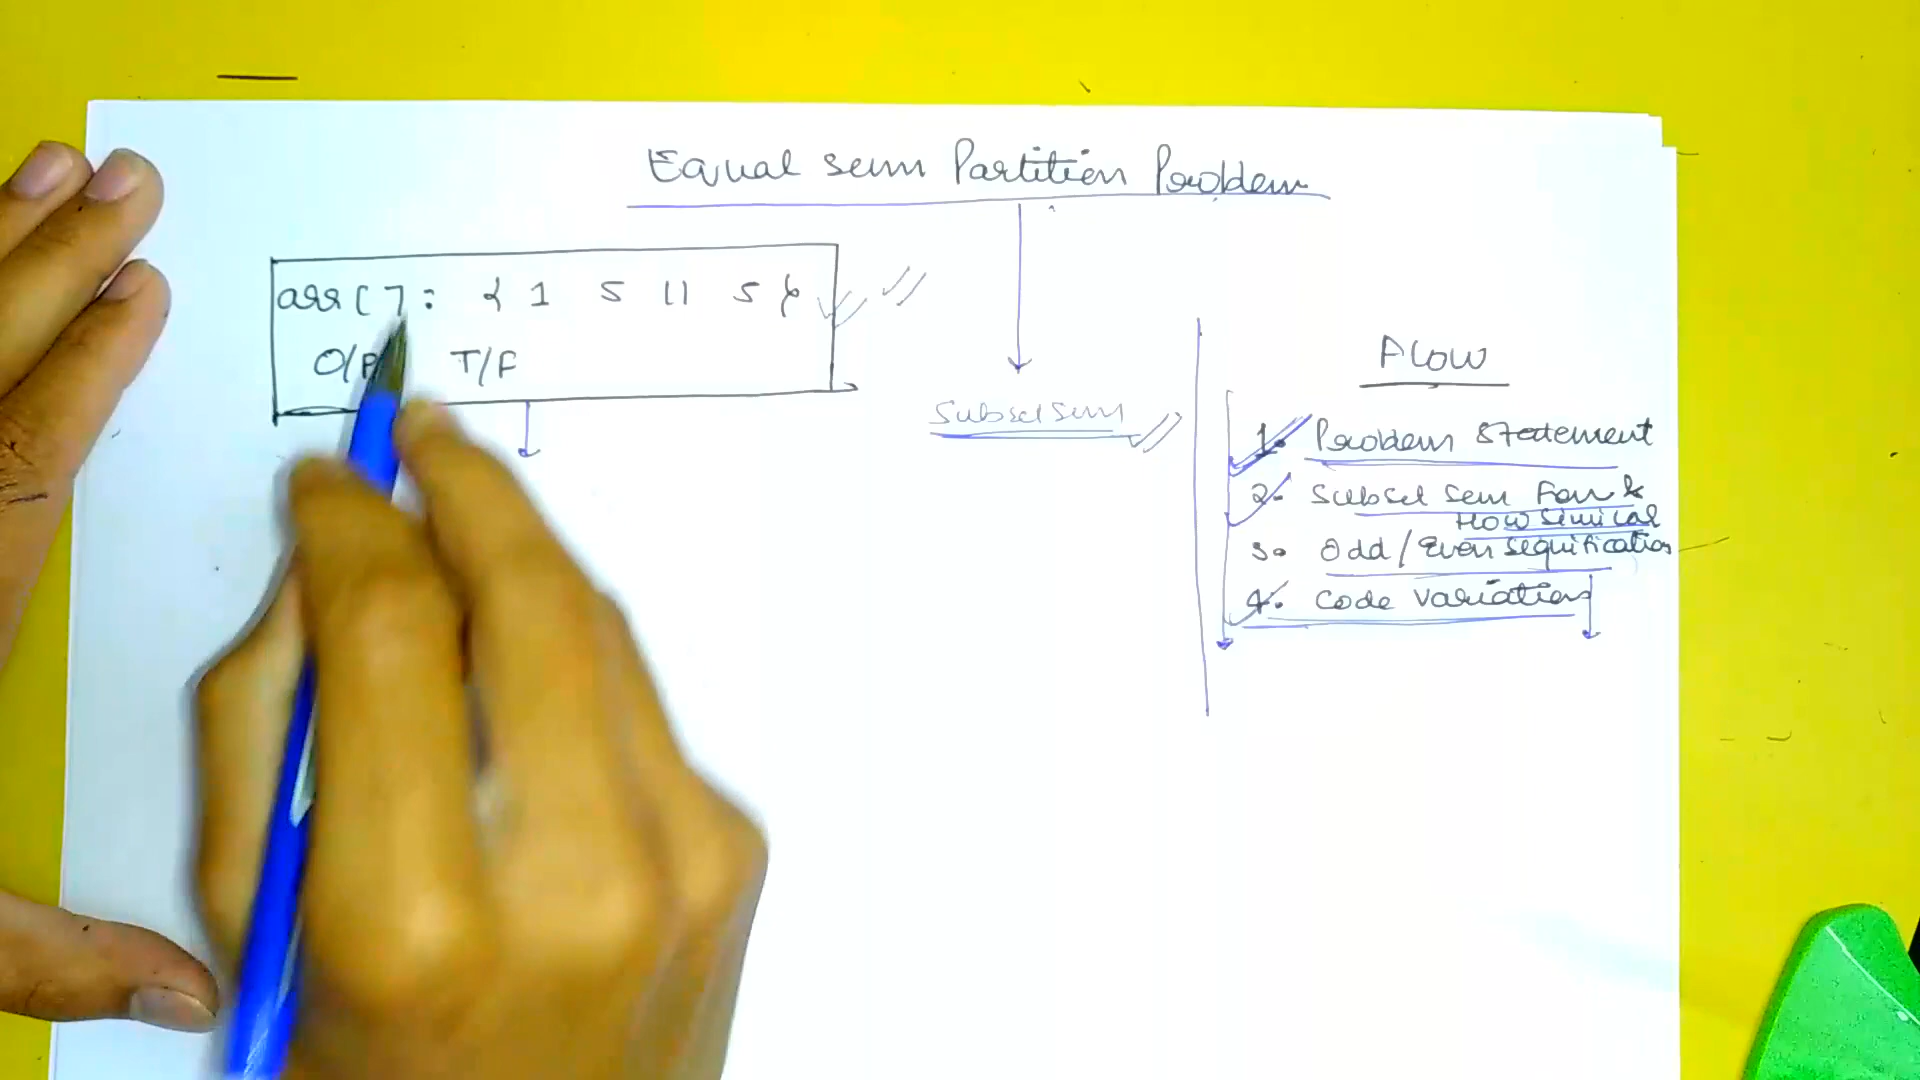 Equal sum Partition Problem
arr[]: { 1 5 11 5 }
O/P T/F
Subset sum
Flow
1. Problem Statement
2. Subset sum Fan &
How Similar
3. Odd/Even Signification
4. Code Variation